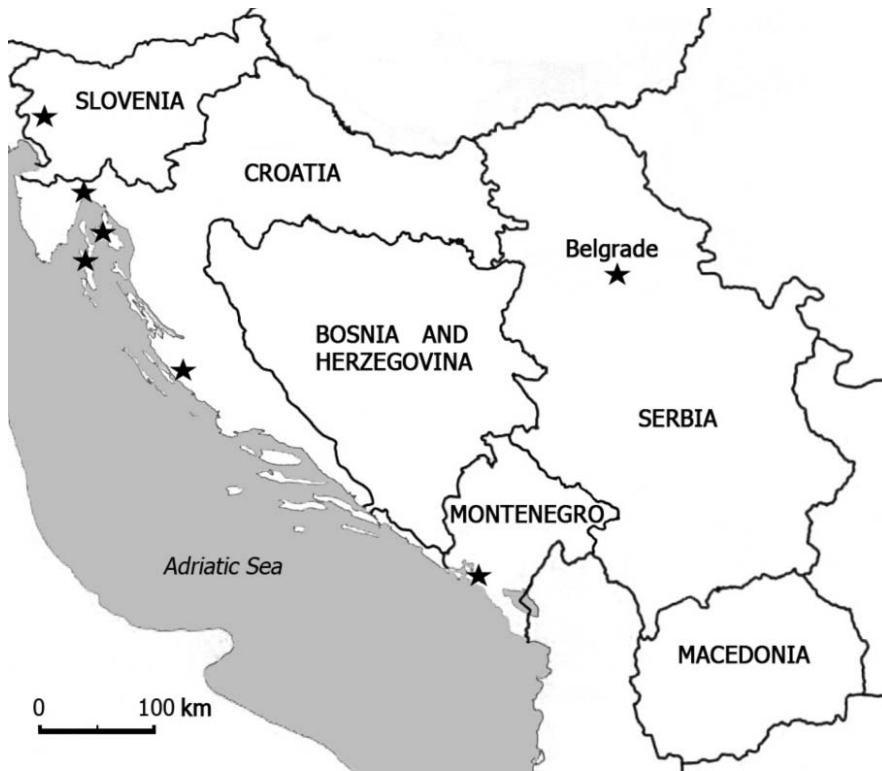 SLOVENIA
CROATIA
Belgrade
BOSNIA AND
HERZEGOVINA
SERBIA
MONTENEGRO
Adriatic Sea
MACEDONIA
0 100 km